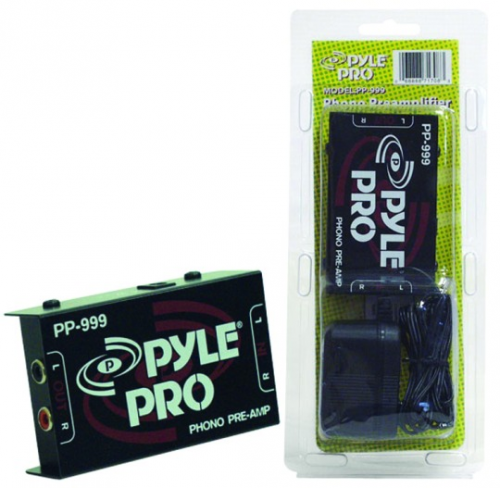 PYLE
PRO
MODEL:PP-999
Phono Preamplifier
R L
OUT
PP-999
PYLE
PRO
PHONO PRE-AMP
R L
PP-999
L OUT R
PYLE®
PRO
L IN R
PHONO PRE-AMP